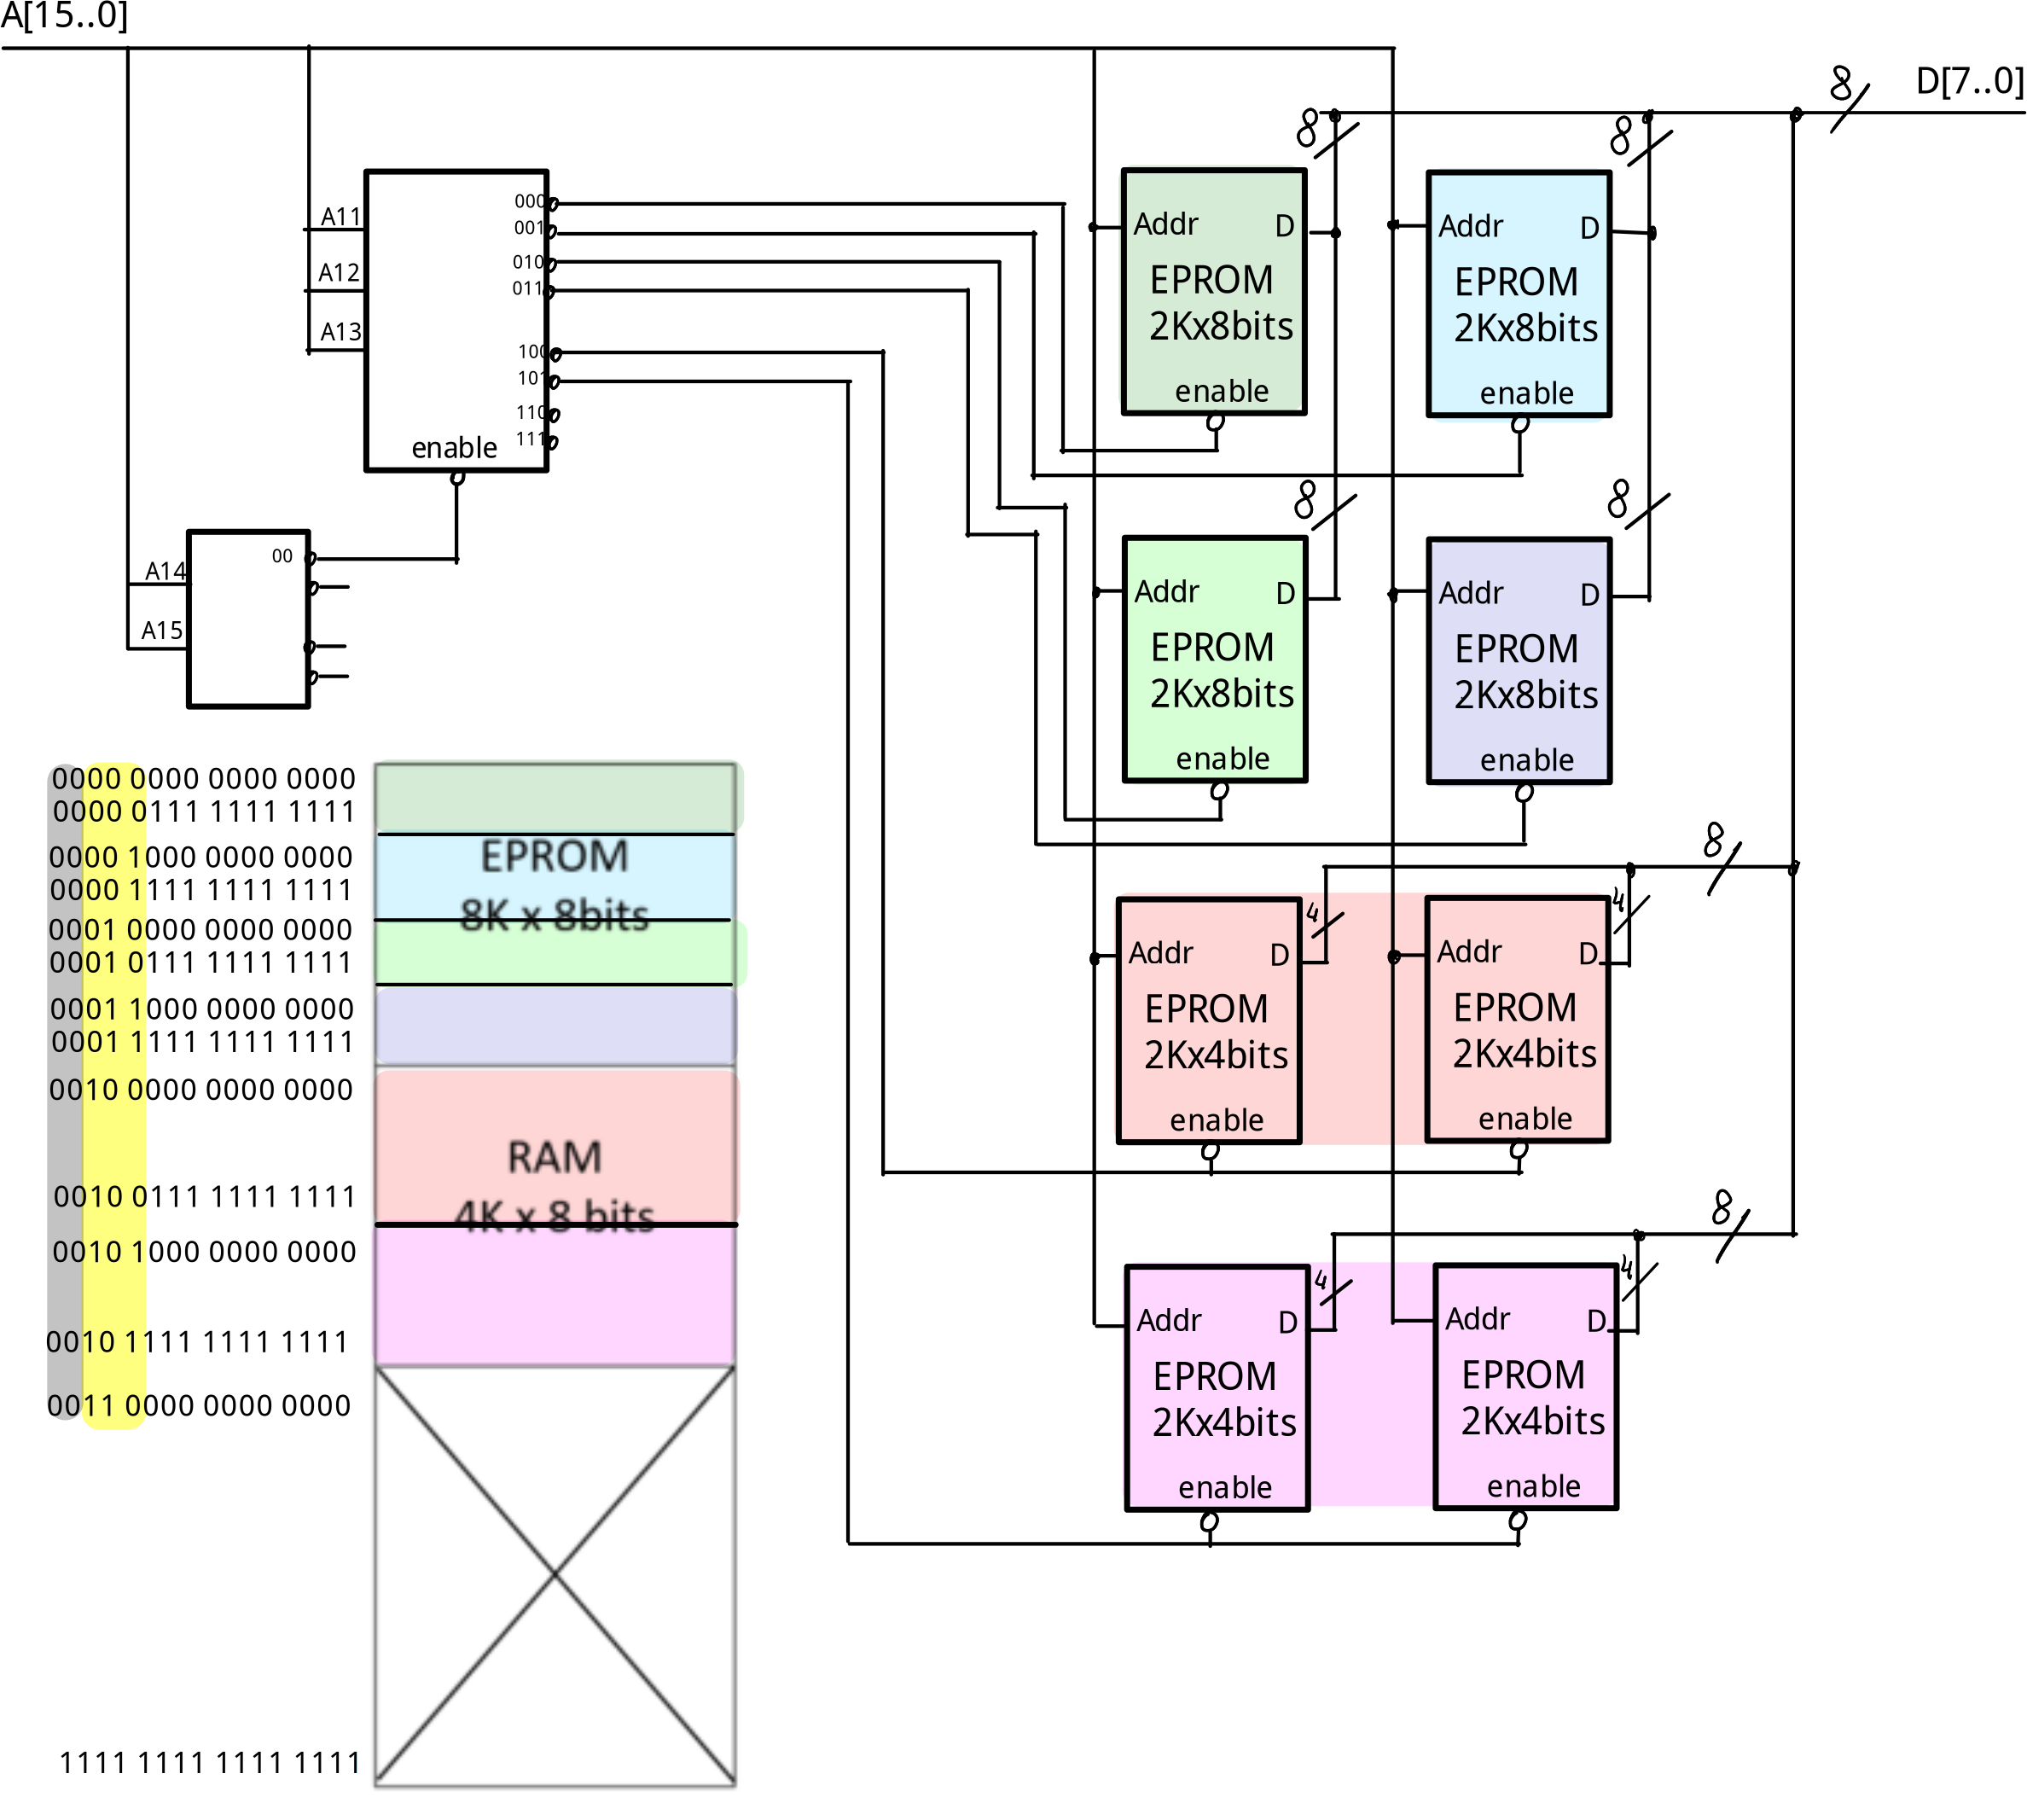 A[15..0]
D[7..0]
8
8
8
A11
A12
A13
000
001
010
011
100
101
110
111
enable
Addr D
EPROM
2Kx8bits
enable
Addr D
EPROM
2Kx8bits
enable
A14
A15
00
8
8
Addr D
EPROM
2Kx8bits
enable
Addr D
EPROM
2Kx8bits
enable
0000 0000 0000 0000
0000 0111 1111 1111
0000 1000 0000 0000
0000 1111 1111 1111
0001 0000 0000 0000
0001 0111 1111 1111
0001 1000 0000 0000
0001 1111 1111 1111
0010 0000 0000 0000
0010 0111 1111 1111
0010 1000 0000 0000
0010 1111 1111 1111
0011 0000 0000 0000
1111 1111 1111 1111
EPROM
8K x 8bits
RAM
4K x 8 bits
8
4
4
Addr D
EPROM
2Kx4bits
enable
Addr D
EPROM
2Kx4bits
enable
8
4
4
Addr D
EPROM
2Kx4bits
enable
Addr D
EPROM
2Kx4bits
enable